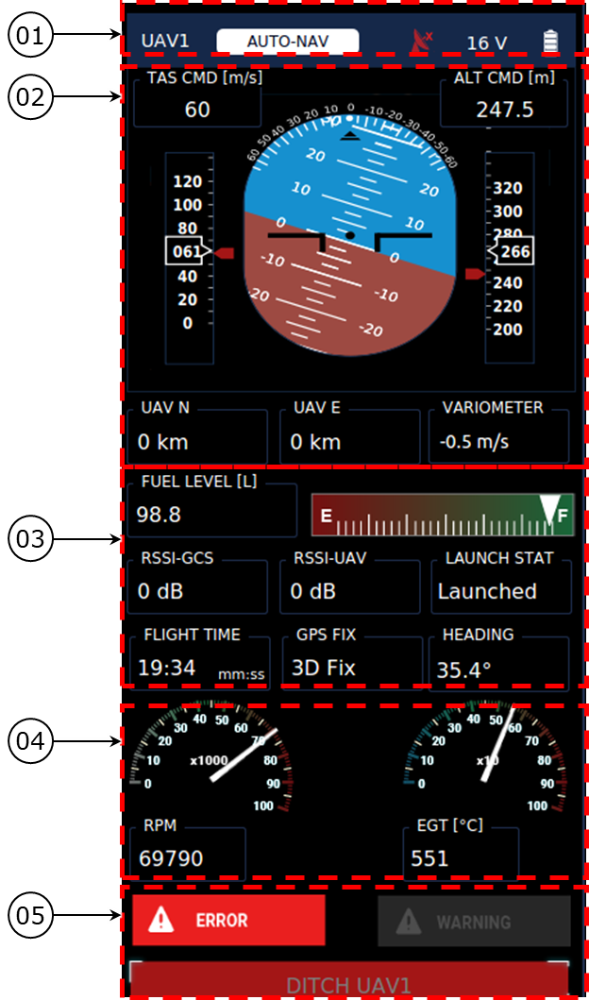 01
UAV1 AUTO-NAV 16 V
02
TAS CMD [m/s] ALT CMD [m]
60 247.5
60 50 40 30 20 10 0 -10 -20 -30 -40 -50 -60
120
100
80
061
40
20
0
20 20
10 10
0 0
-10 -10
-20 -20
320
300
280
266
240
220
200
UAV N UAV E VARIOMETER
0 km 0 km -0.5 m/s
03
FUEL LEVEL [L]
98.8
E F
RSSI-GCS RSSI-UAV LAUNCH STAT
0 dB 0 dB Launched
FLIGHT TIME GPS FIX HEADING
19:34 mm:ss 3D Fix 35.4°
04
0 10 20 30 40 50 60 70 80 90 100
x1000
0 10 20 30 40 50 60 70 80 90 100
x10
RPM EGT [°C]
69790 551
05
ERROR WARNING
DITCH UAV1